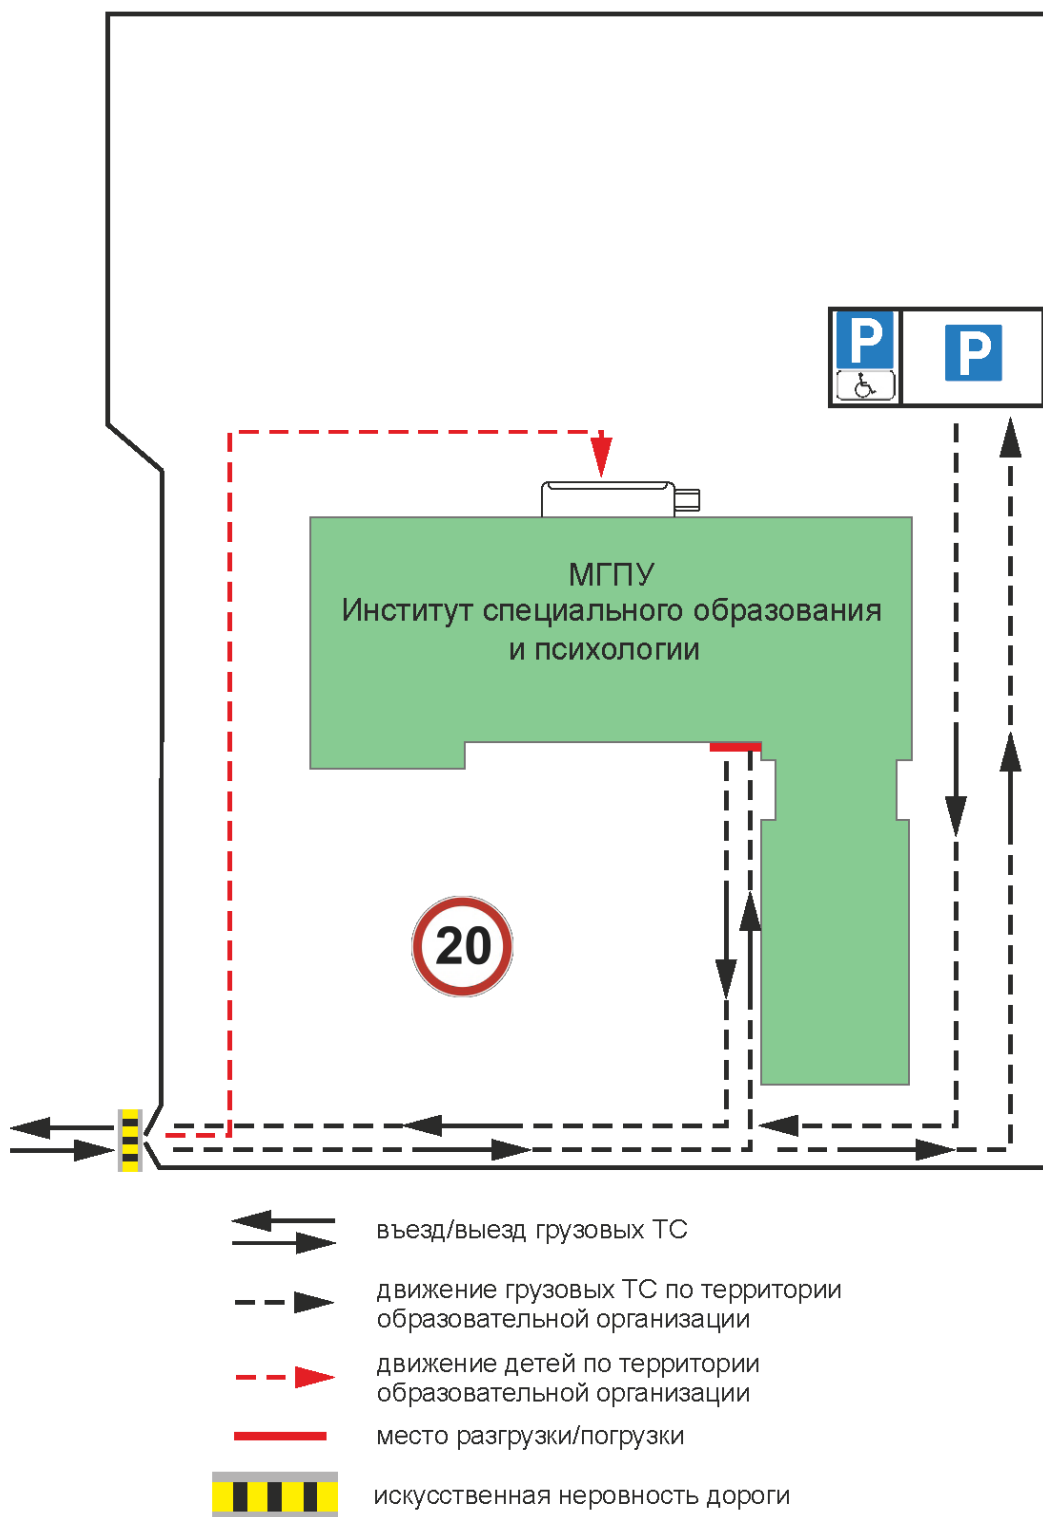 P
P
МГПУ
Институт специального образования
и психологии
20
въезд/выезд грузовых ТС
движение грузовых ТС по территории
образовательной организации
движение детей по территории
образовательной организации
место разгрузки/погрузки
искусственная неровность дороги